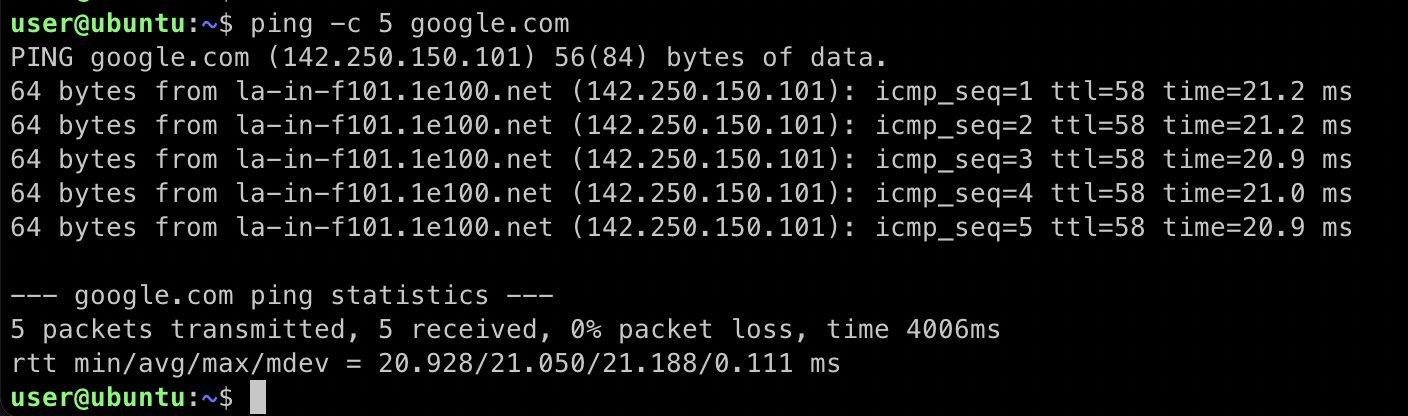 user@ubuntu:~$ ping -c 5 google.com
PING google.com (142.250.150.101) 56(84) bytes of data.
64 bytes from la-in-f101.1e100.net (142.250.150.101): icmp_seq=1 ttl=58 time=21.2 ms
64 bytes from la-in-f101.1e100.net (142.250.150.101): icmp_seq=2 ttl=58 time=21.2 ms
64 bytes from la-in-f101.1e100.net (142.250.150.101): icmp_seq=3 ttl=58 time=20.9 ms
64 bytes from la-in-f101.1e100.net (142.250.150.101): icmp_seq=4 ttl=58 time=21.0 ms
64 bytes from la-in-f101.1e100.net (142.250.150.101): icmp_seq=5 ttl=58 time=20.9 ms

--- google.com ping statistics ---
5 packets transmitted, 5 received, 0% packet loss, time 4006ms
rtt min/avg/max/mdev = 20.928/21.050/21.188/0.111 ms
user@ubuntu:~$